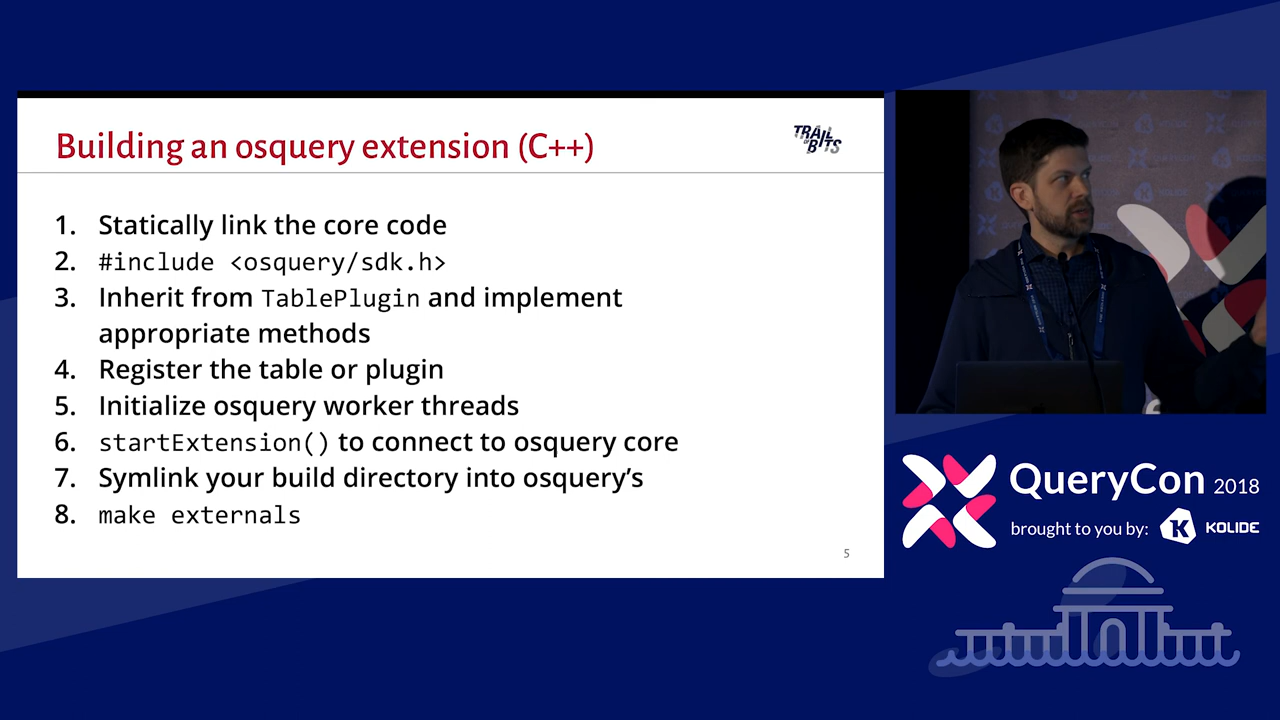 Building an osquery extension (C++)
TRAIL OF BITS
1. Statically link the core code
2. #include <osquery/sdk.h>
3. Inherit from TablePlugin and implement
appropriate methods
4. Register the table or plugin
5. Initialize osquery worker threads
6. startExtension() to connect to osquery core
7. Symlink your build directory into osquery’s
8. make externals
5
QueryCon 2018
brought to you by: K KOLIDE